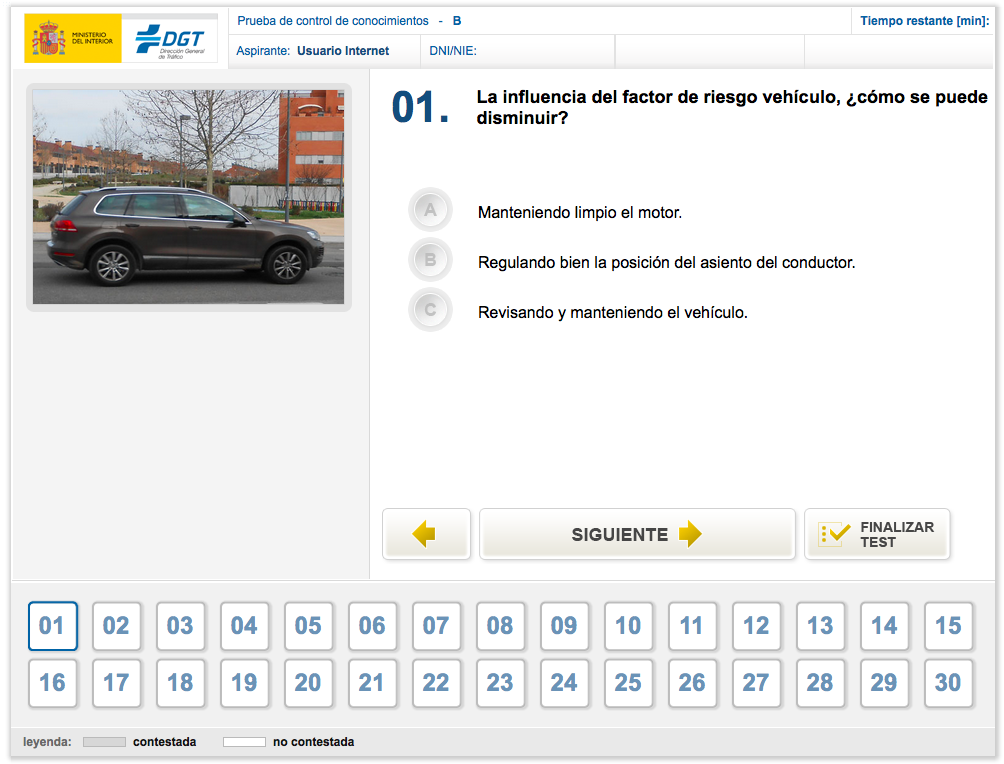 MINISTERIO
DEL INTERIOR
DGT
Dirección General
de Tráfico
Prueba de control de conocimientos - B
Tiempo restante [min]:
Aspirante: Usuario Internet
DNI/NIE:
01. La influencia del factor de riesgo vehículo, ¿cómo se puede
disminuir?
A Manteniendo limpio el motor.
B Regulando bien la posición del asiento del conductor.
C Revisando y manteniendo el vehículo.
SIGUIENTE
FINALIZAR
TEST
01 02 03 04 05 06 07 08 09 10 11 12 13 14 15
16 17 18 19 20 21 22 23 24 25 26 27 28 29 30
leyenda: contestada no contestada